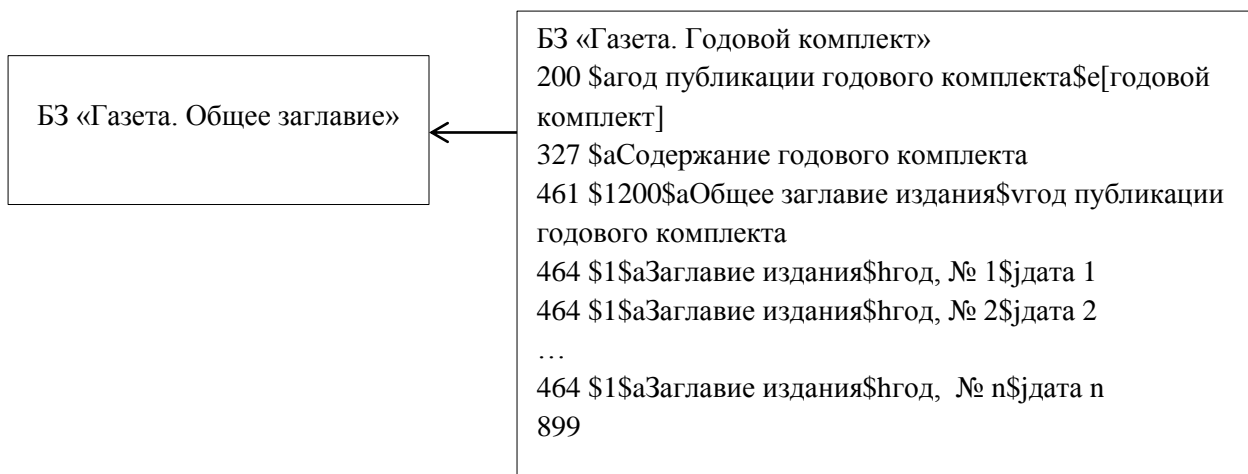 БЗ «Газета. Общее заглавие»
БЗ «Газета. Годовой комплект»
200 $aгод публикации годового комплекта$e[годовой
комплект]
327 $aСодержание годового комплекта
461 $1200$aОбщее заглавие издания$vгод публикации
годового комплекта
464 $1$aЗаглавие издания$hгод, № 1$jдата 1
464 $1$aЗаглавие издания$hгод, № 2$jдата 2
…
464 $1$aЗаглавие издания$hгод,  № n$jдата n
899